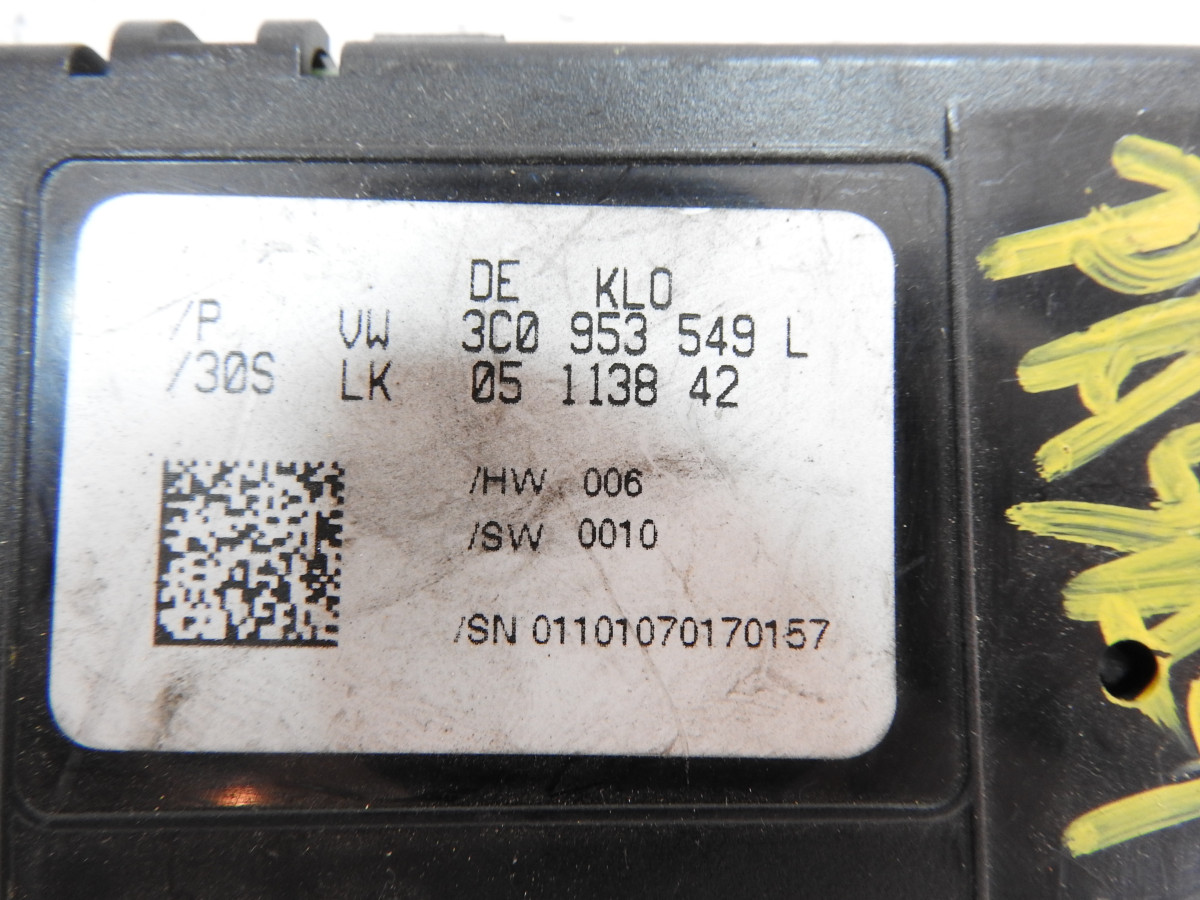 DE KLO
/P VW 3C0 953 549 L
/30S LK 05 1138 42
/HW 006
/SW 0010
/SN 01101070170157